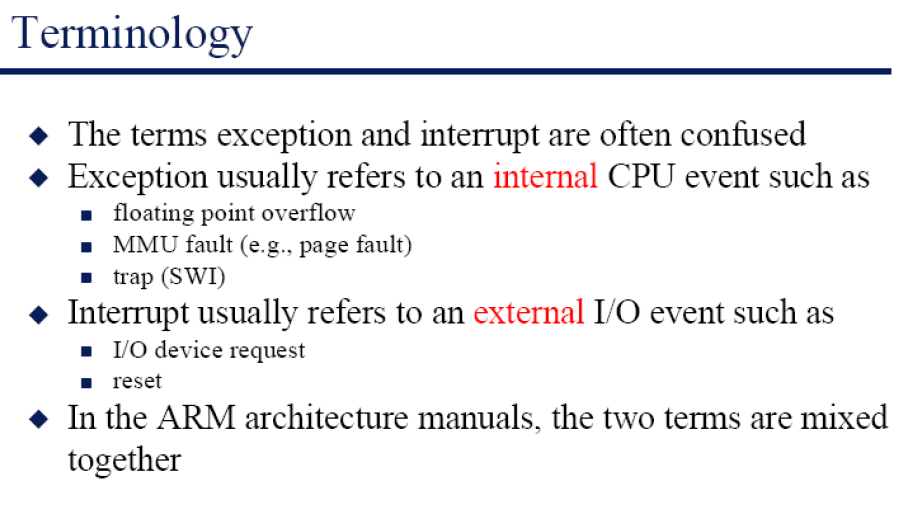 Terminology
The terms exception and interrupt are often confused
Exception usually refers to an internal CPU event such as
floating point overflow
MMU fault (e.g., page fault)
trap (SWI)
Interrupt usually refers to an external I/O event such as
I/O device request
reset
In the ARM architecture manuals, the two terms are mixed
together